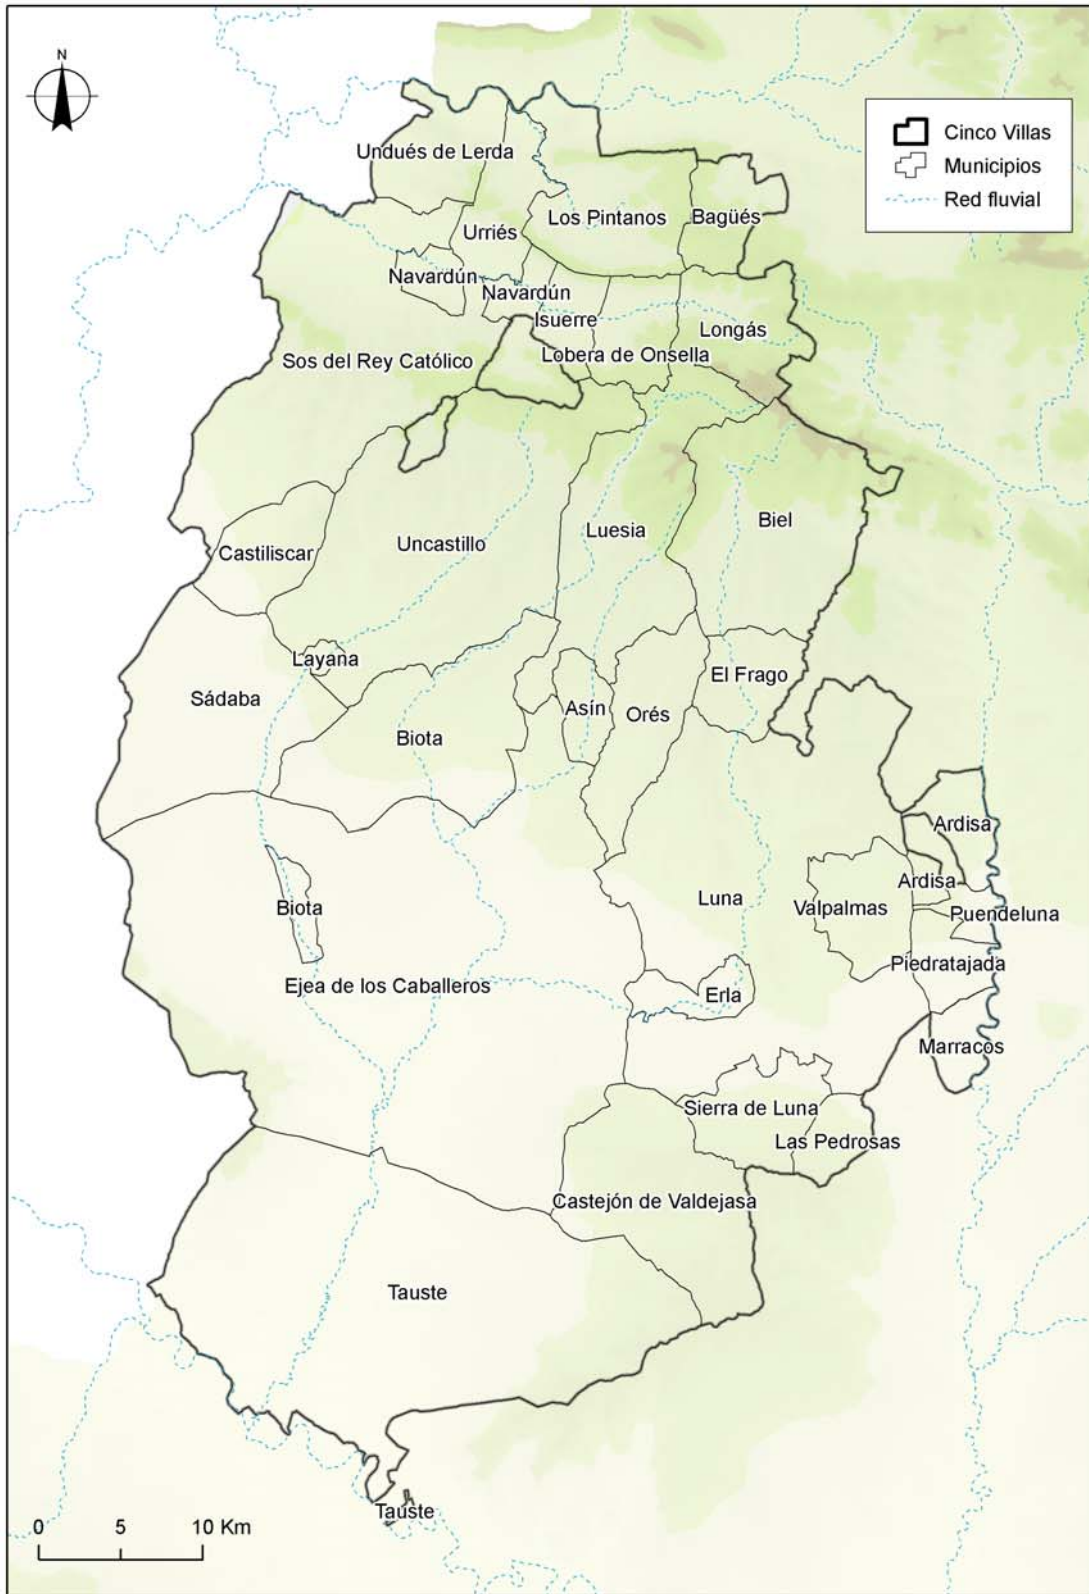 N
Cinco Villas
Municipios
Red fluvial
Undués de Lerda
Los Pintanos
Bagüés
Urriés
Navardún
Navardún
Isuerre
Longás
Lobera de Onsella
Sos del Rey Católico
Biel
Luesia
Uncastillo
Castiliscar
Layana
El Frago
Sádaba
Asín
Orés
Biota
Ardisa
Ardisa
Luna
Valpalmas
Biota
Puendeluna
Piedratajada
Ejea de los Caballeros
Erla
Marracos
Sierra de Luna
Las Pedrosas
Castejón de Valdejasa
Tauste
Tauste
0 5 10 Km